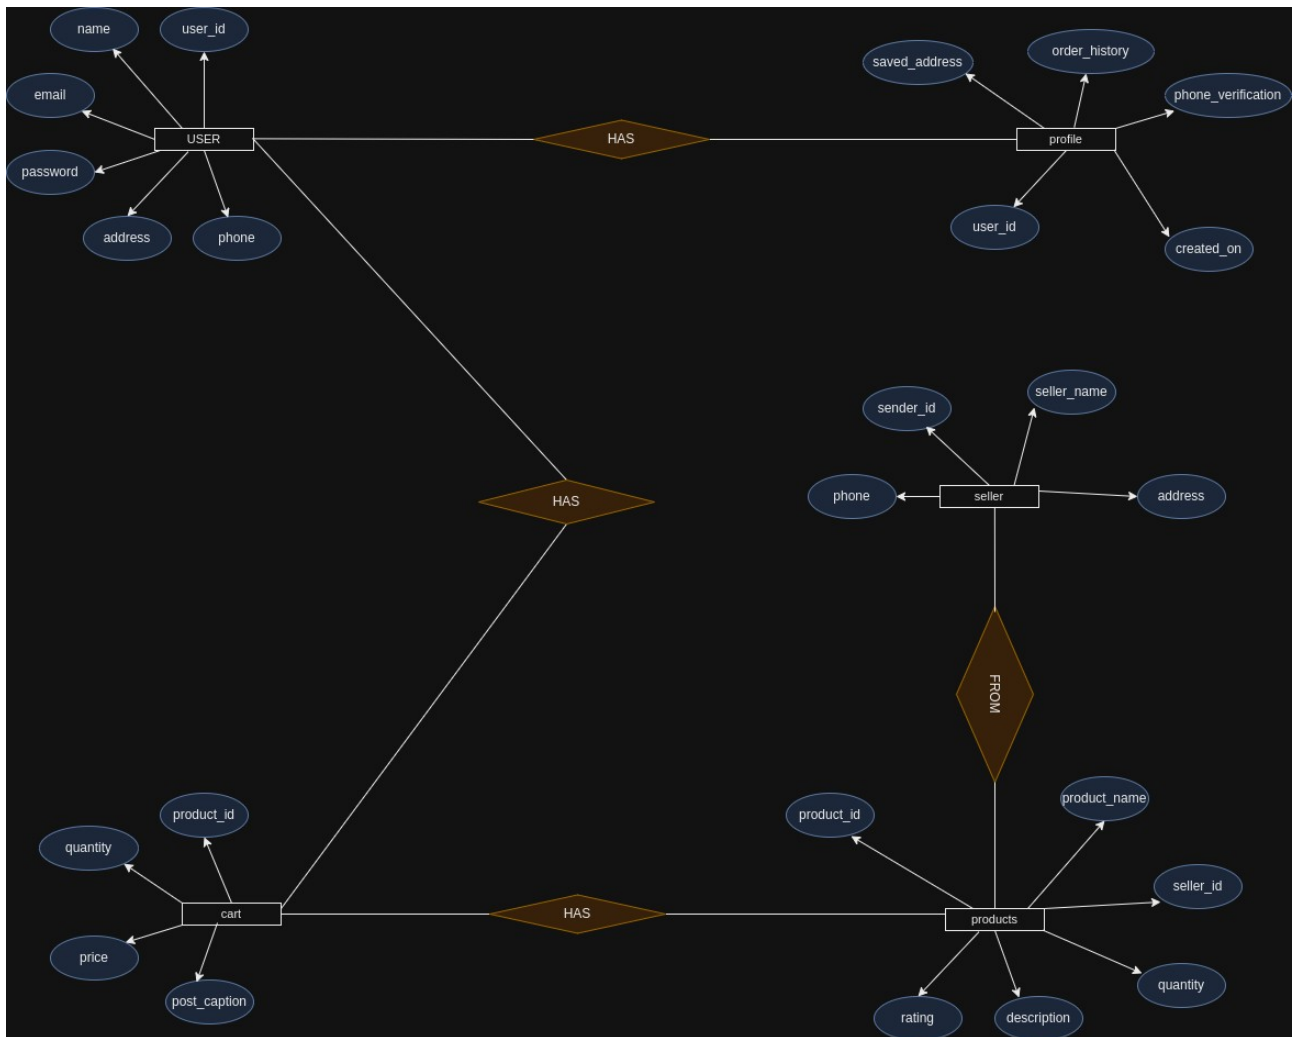 name
user_id
email
USER
password
address
phone
HAS
saved_address
order_history
phone_verification
profile
user_id
created_on
HAS
sender_id
seller_name
phone
seller
address
FROM
product_id
quantity
cart
price
post_caption
HAS
product_id
product_name
seller_id
products
quantity
rating
description